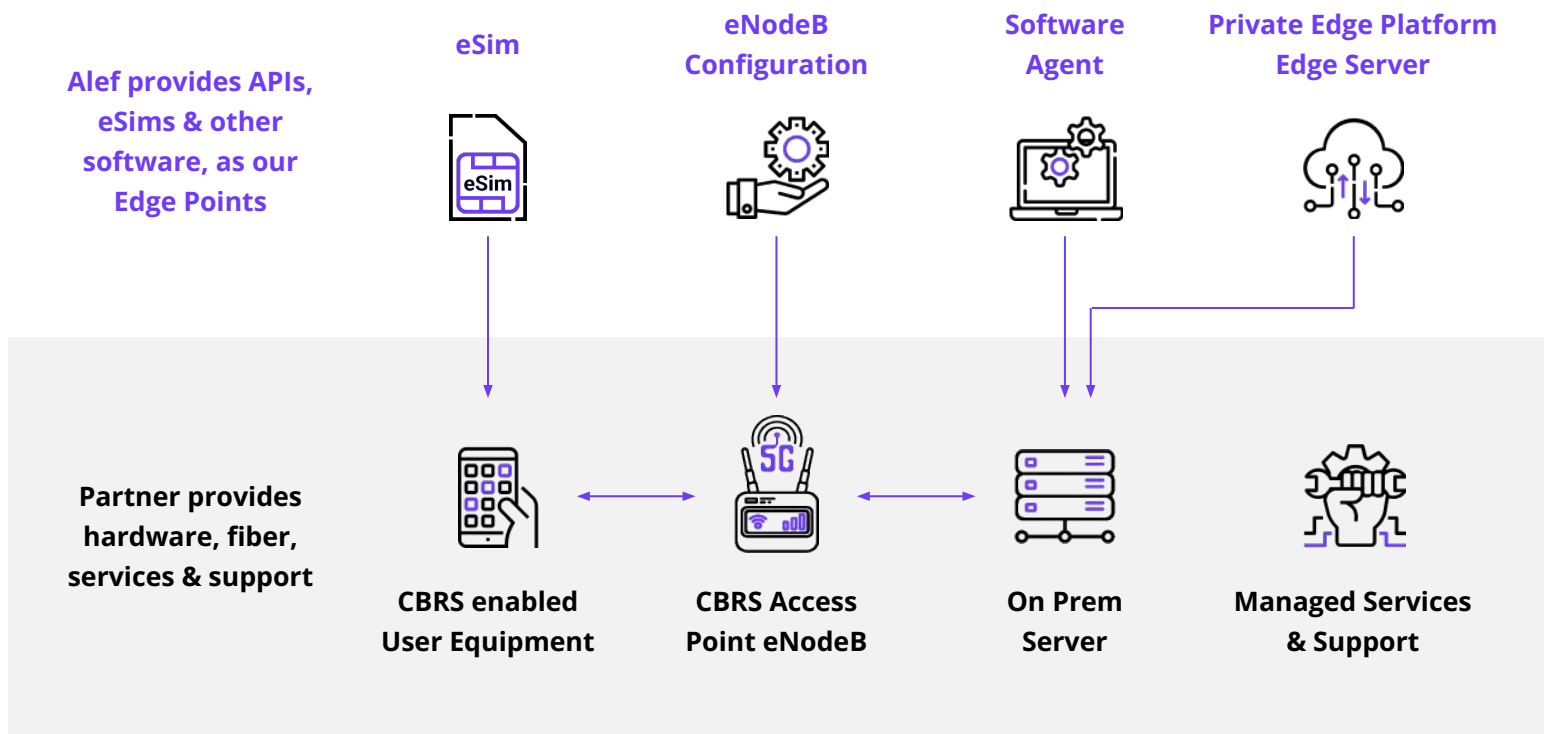 Alef provides APIs,
eSims & other
software, as our
Edge Points
eSim
eSim
eNodeB
Configuration
Software
Agent
Private Edge Platform
Edge Server
Partner provides
hardware, fiber,
services & support
CBRS enabled
User Equipment
5G
CBRS Access
Point eNodeB
On Prem
Server
Managed Services
& Support